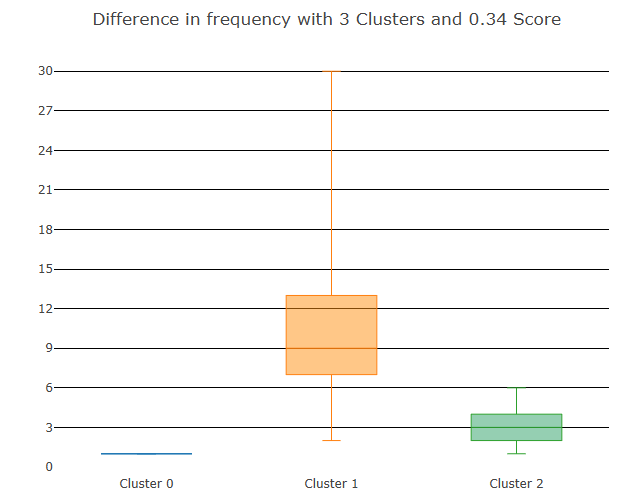 Difference in frequency with 3 Clusters and 0.34 Score
30
27
24
21
18
15
12
9
6
3
0
Cluster 0
Cluster 1
Cluster 2